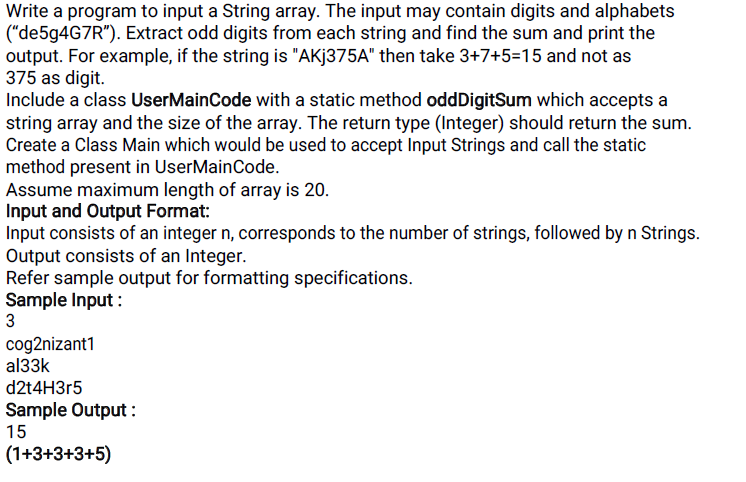 Write a program to input a String array. The input may contain digits and alphabets
(“de5g4G7R”). Extract odd digits from each string and find the sum and print the
output. For example, if the string is "AKj375A" then take 3+7+5=15 and not as
375 as digit.
Include a class UserMainCode with a static method oddDigitSum which accepts a
string array and the size of the array. The return type (Integer) should return the sum.
Create a Class Main which would be used to accept Input Strings and call the static
method present in UserMainCode.
Assume maximum length of array is 20.
Input and Output Format:
Input consists of an integer n, corresponds to the number of strings, followed by n Strings.
Output consists of an Integer.
Refer sample output for formatting specifications.
Sample Input :
3
cog2nizant1
al33k
d2t4H3r5
Sample Output :
15
(1+3+3+3+5)